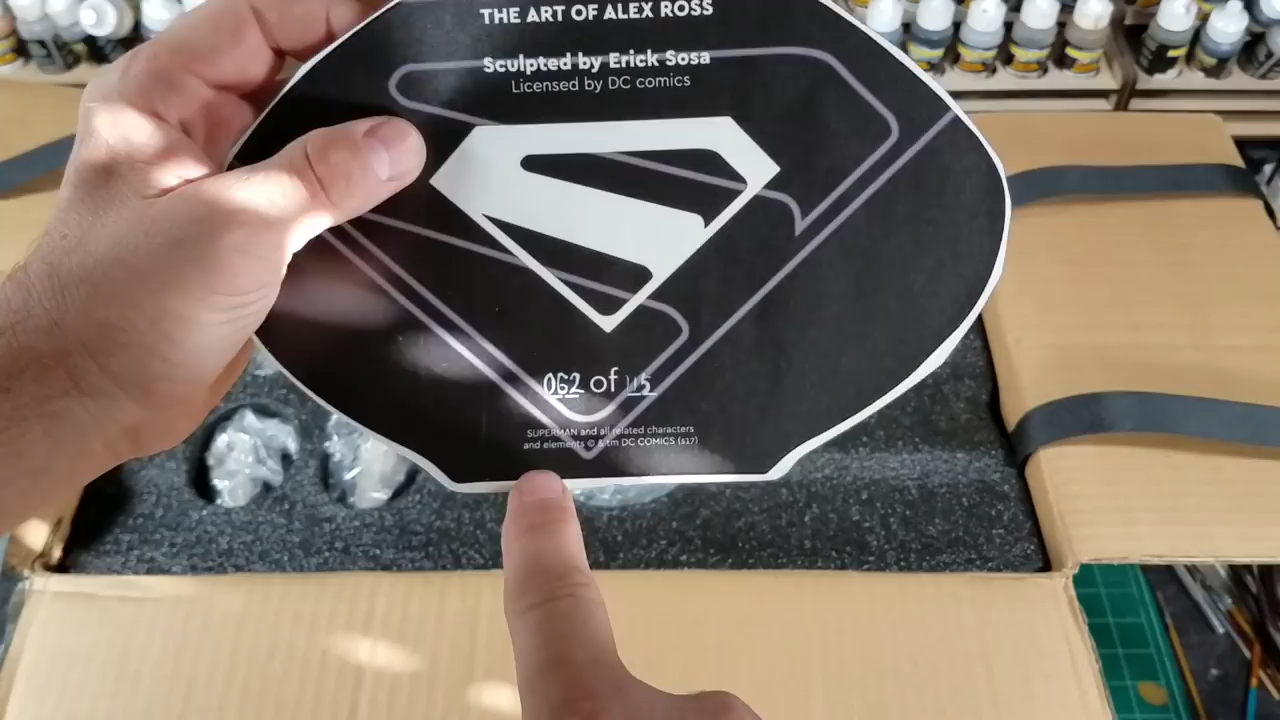 THE ART OF ALEX ROSS
Sculpted by Erick Sosa
Licensed by DC comics
062 of 115
SUPERMAN and all related characters
and elements © & tm DC COMICS (s17)